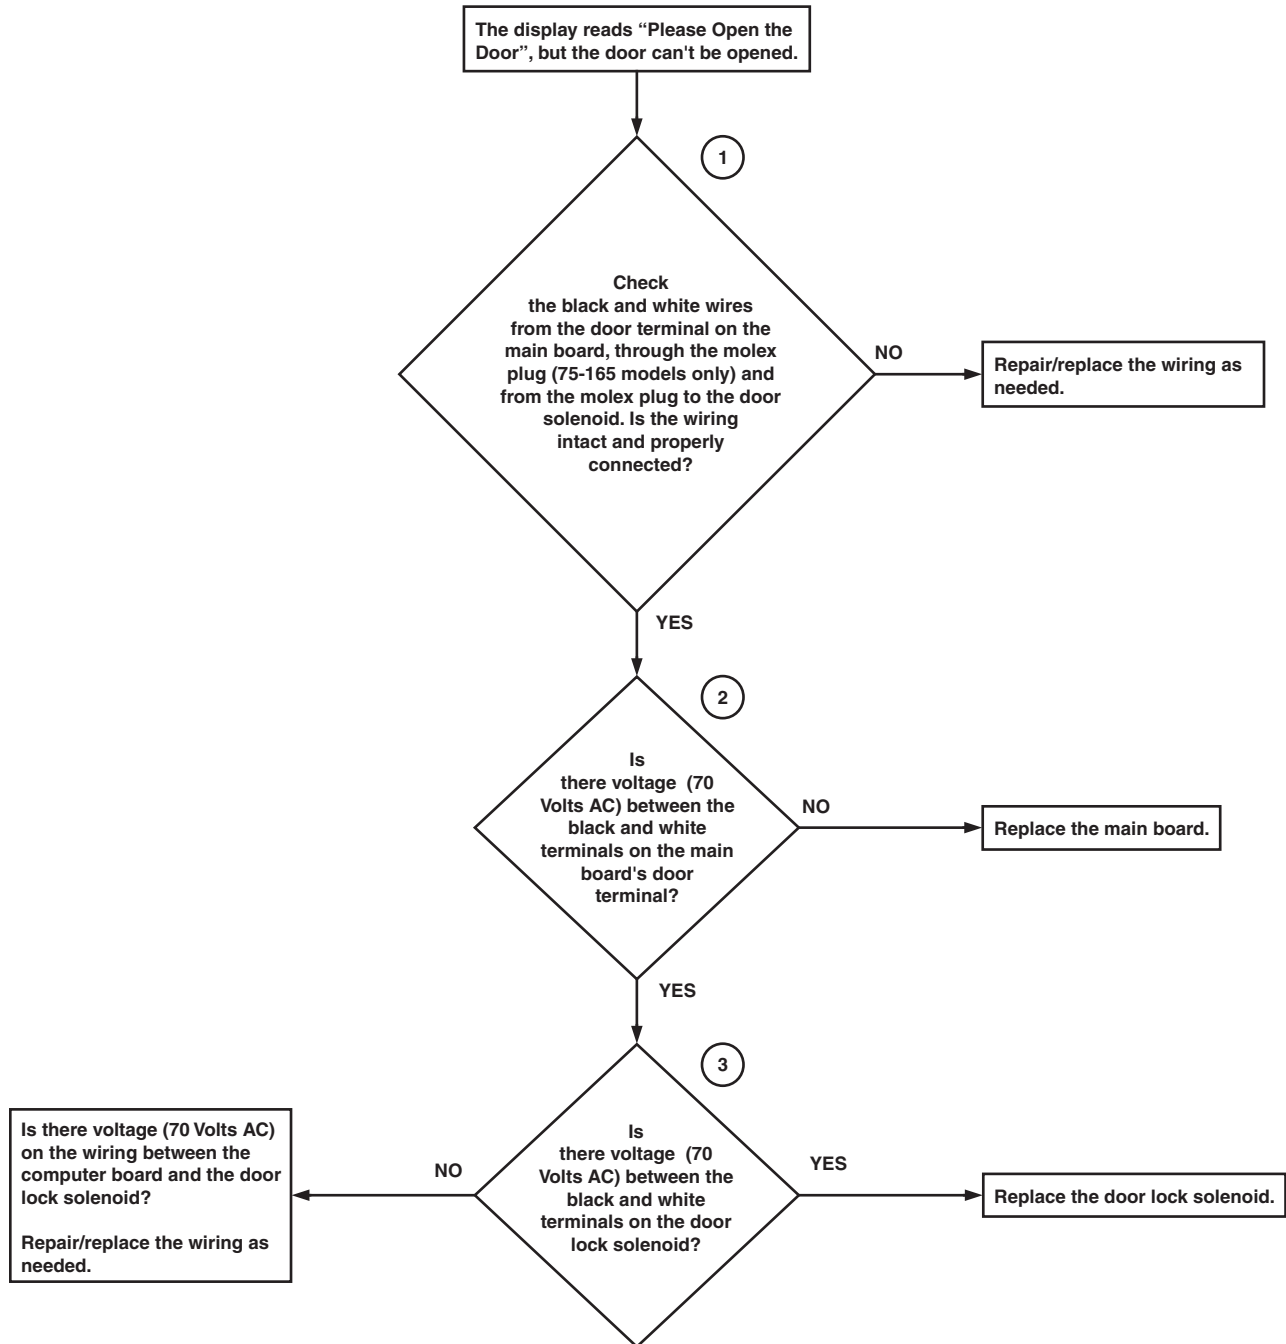 The display reads “Please Open the
Door”, but the door can't be opened.
1
Check
the black and white wires
from the door terminal on the
main board, through the molex
plug (75-165 models only) and
from the molex plug to the door
solenoid. Is the wiring
intact and properly
connected?
NO
Repair/replace the wiring as
needed.
YES
2
Is
there voltage (70
Volts AC) between the
black and white
terminals on the main
board's door
terminal?
NO
Replace the main board.
YES
3
Is
there voltage (70
Volts AC) between the
black and white
terminals on the door
lock solenoid?
NO
Is there voltage (70 Volts AC)
on the wiring between the
computer board and the door
lock solenoid?
Repair/replace the wiring as
needed.
YES
Replace the door lock solenoid.